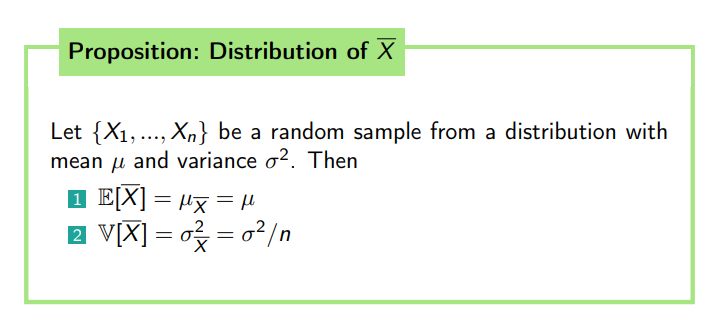 Proposition: Distribution of X̅
Let {X₁, ..., Xₙ} be a random sample from a distribution with
mean μ and variance σ². Then
1 𝔼[X̅] = μ_X̅ = μ
2 𝕍[X̅] = σ²_X̅ = σ²/n